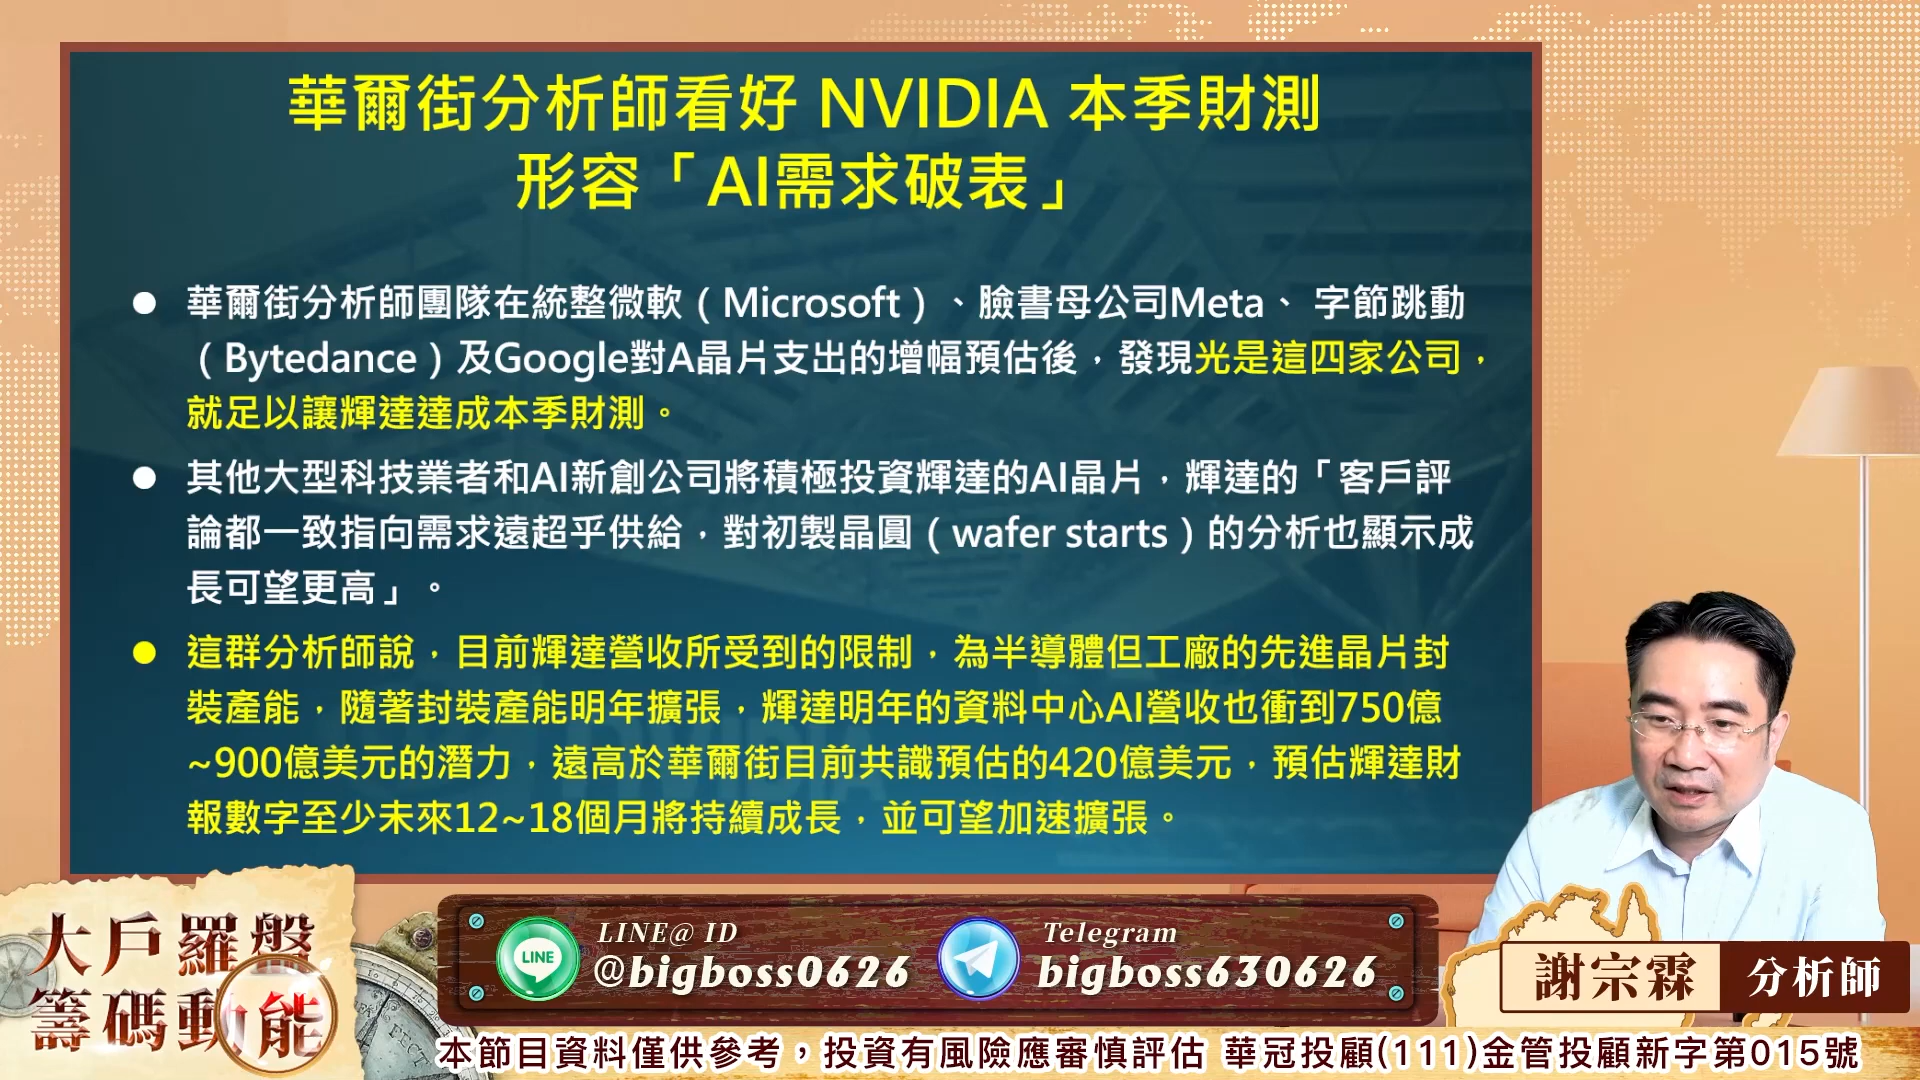 華爾街分析師看好 NVIDIA 本季財測
形容「AI需求破表」
● 華爾街分析師團隊在統整微軟（Microsoft）、臉書母公司Meta、 字節跳動
（Bytedance）及Google對A晶片支出的增幅預估後，發現光是這四家公司，
就足以讓輝達達成本季財測。
● 其他大型科技業者和AI新創公司將積極投資輝達的AI晶片，輝達的「客戶評
論都一致指向需求遠超乎供給，對初製晶圓（wafer starts）的分析也顯示成
長可望更高」。
● 這群分析師說，目前輝達營收所受到的限制，為半導體但工廠的先進晶片封
裝產能，隨著封裝產能明年擴張，輝達明年的資料中心AI營收也衝到750億
~900億美元的潛力，遠高於華爾街目前共識預估的420億美元，預估輝達財
報數字至少未來12~18個月將持續成長，並可望加速擴張。
NVIDIA
大戶羅盤
籌碼動能
LINE
LINE@ ID
@bigboss0626
Telegram
bigboss630626
謝宗霖 分析師
本節目資料僅供參考，投資有風險應審慎評估 華冠投顧(111)金管投顧新字第015號